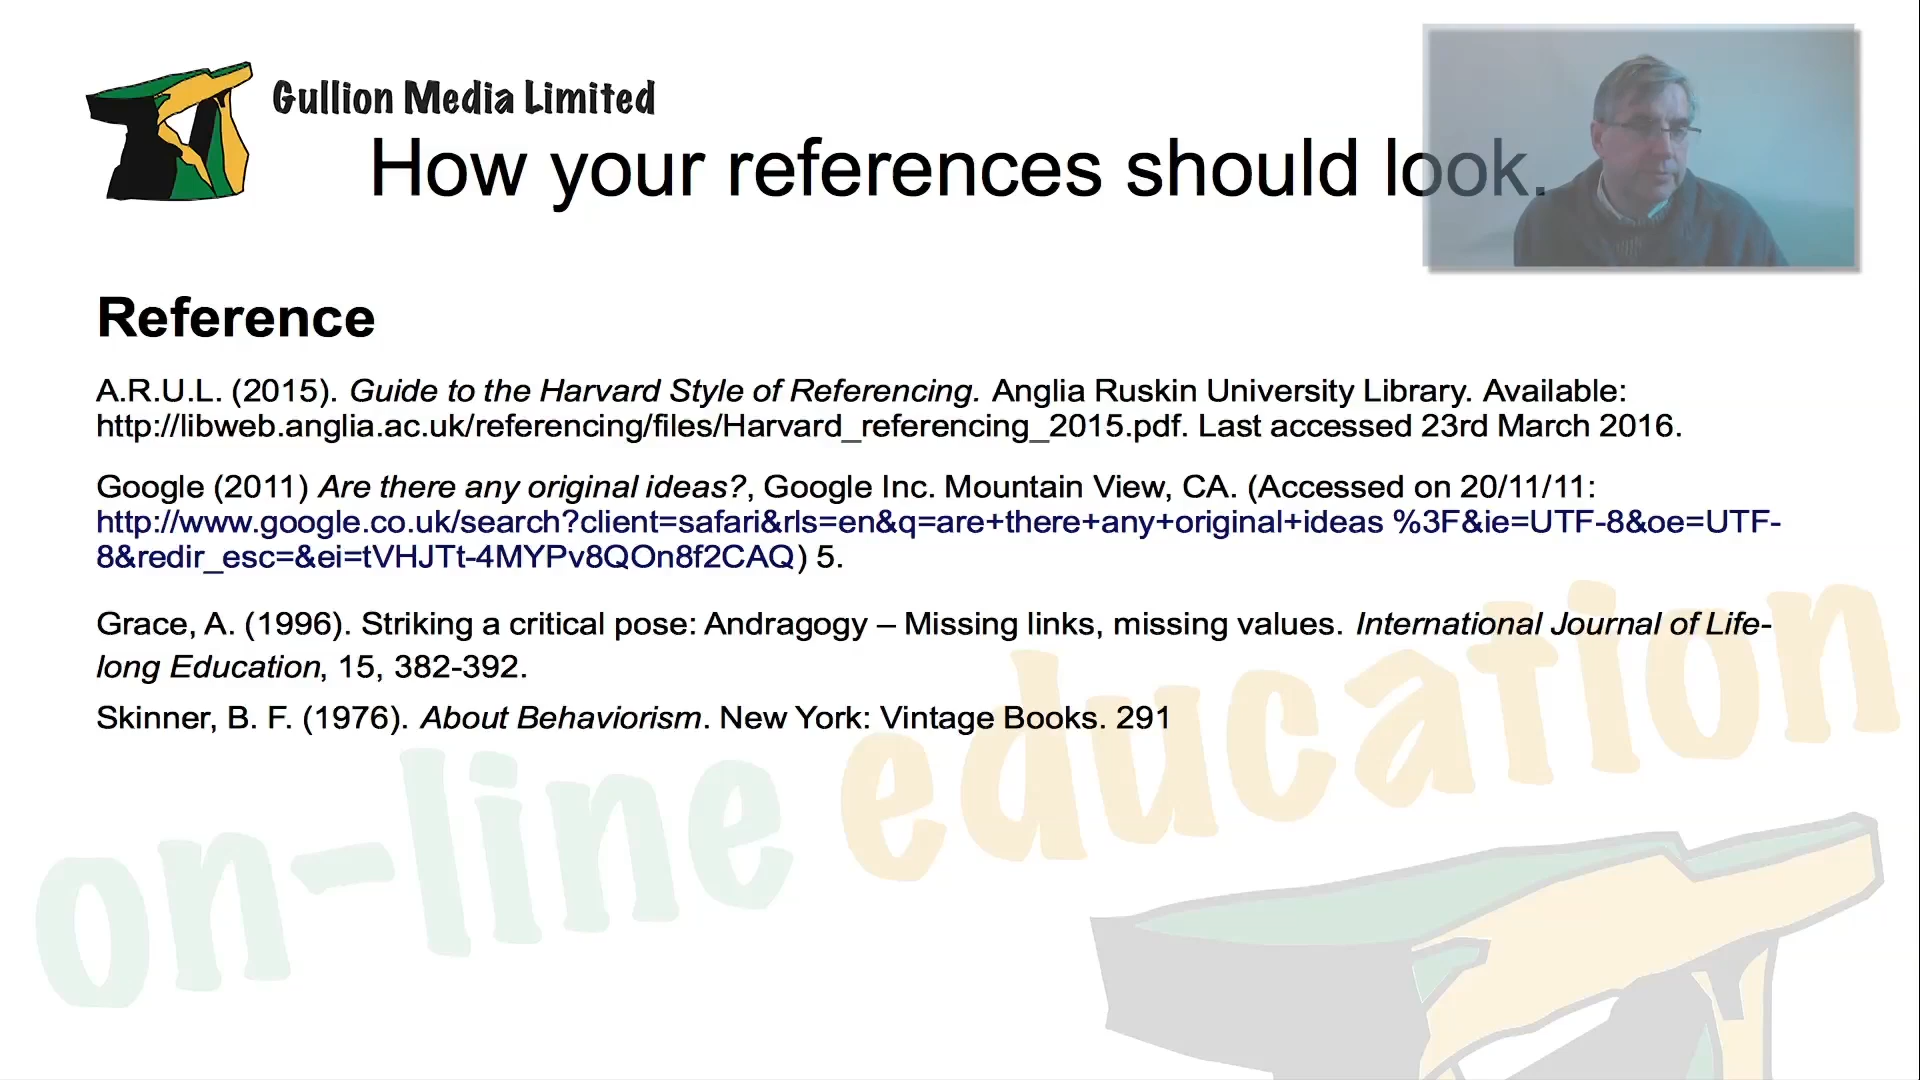 Gullion Media Limited
How your references should look.
Reference
A.R.U.L. (2015). Guide to the Harvard Style of Referencing. Anglia Ruskin University Library. Available:
http://libweb.anglia.ac.uk/referencing/files/Harvard_referencing_2015.pdf. Last accessed 23rd March 2016.
Google (2011) Are there any original ideas?, Google Inc. Mountain View, CA. (Accessed on 20/11/11:
http://www.google.co.uk/search?client=safari&rls=en&q=are+there+any+original+ideas %3F&ie=UTF-8&oe=UTF-
8&redir_esc=&ei=tVHJTt-4MYPv8QOn8f2CAQ) 5.
Grace, A. (1996). Striking a critical pose: Andragogy – Missing links, missing values. International Journal of Life-
long Education, 15, 382-392.
Skinner, B. F. (1976). About Behaviorism. New York: Vintage Books. 291
on-line education